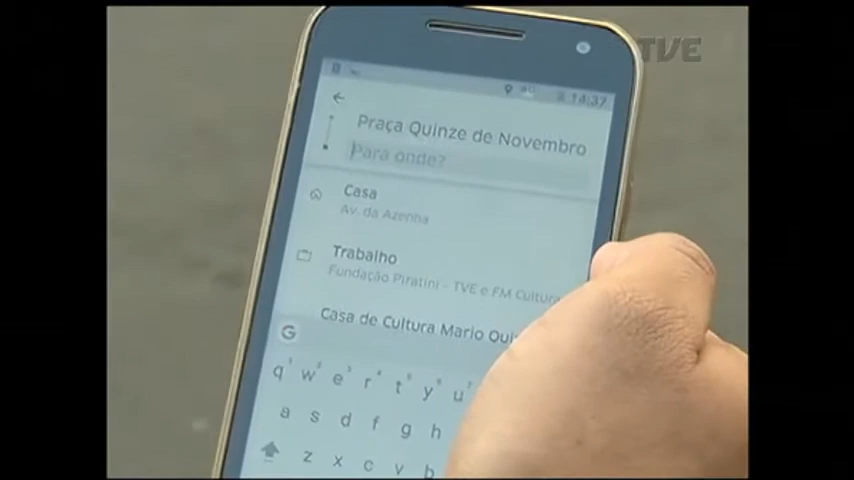 TVE
14:37
Praça Quinze de Novembro
Para onde?
Casa
Av. da Azenha
Trabalho
Fundação Piratini - TVE e FM Cultura
Casa de Cultura Mario
G
q w e r t y u
a s d f g h
z x c v b